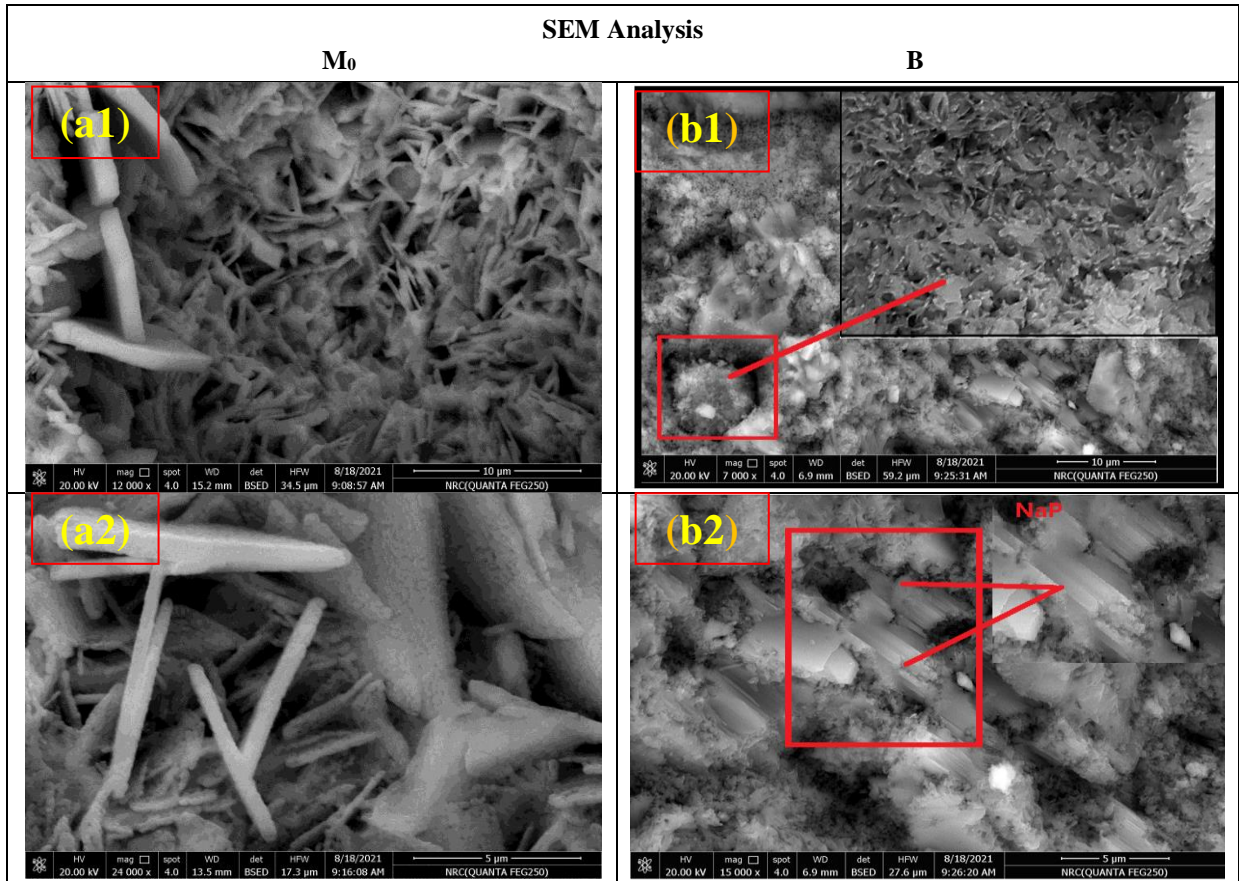 SEM Analysis
M₀
B
(a1)
HV mag □ spot WD det HFW 8/18/2021 10 µm
20.00 kV 12 000 x 4.0 15.2 mm BSED 34.5 µm 9:08:57 AM NRC(QUANTA FEG250)
(b1)
HV mag □ spot WD det HFW 8/18/2021 10 µm
20.00 kV 7 000 x 4.0 6.9 mm BSED 59.2 µm 9:25:31 AM NRC(QUANTA FEG250)
(a2)
HV mag □ spot WD det HFW 8/18/2021 5 µm
20.00 kV 24 000 x 4.0 13.5 mm BSED 17.3 µm 9:16:08 AM NRC(QUANTA FEG250)
(b2)
NaP
HV mag □ spot WD det HFW 8/18/2021 5 µm
20.00 kV 15 000 x 4.0 6.9 mm BSED 27.6 µm 9:26:20 AM NRC(QUANTA FEG250)